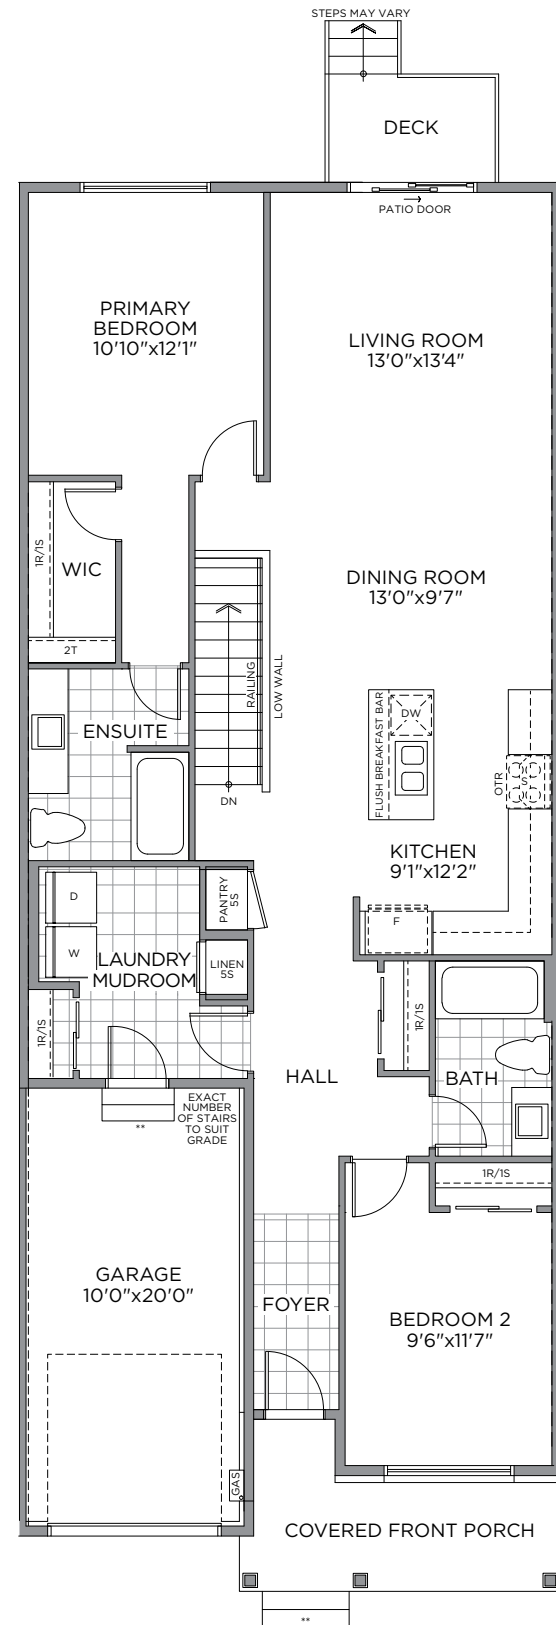 STEPS MAY VARY
DECK
PATIO DOOR
PRIMARY
BEDROOM
10'10"x12'1"
LIVING ROOM
13'0"x13'4"
1R/1S
WIC
2T
DINING ROOM
13'0"x9'7"
RAILING
LOW WALL
DN
ENSUITE
FLUSH BREAKFAST BAR
DW
OTR
S
KITCHEN
9'1"x12'2"
F
D
W
PANTRY
5S
LINEN
5S
LAUNDRY
MUDROOM
1R/1S
1R/1S
HALL
BATH
EXACT
NUMBER
OF STAIRS
TO SUIT
GRADE
**
1R/1S
GARAGE
10'0"x20'0"
FOYER
BEDROOM 2
9'6"x11'7"
GAS
COVERED FRONT PORCH
**